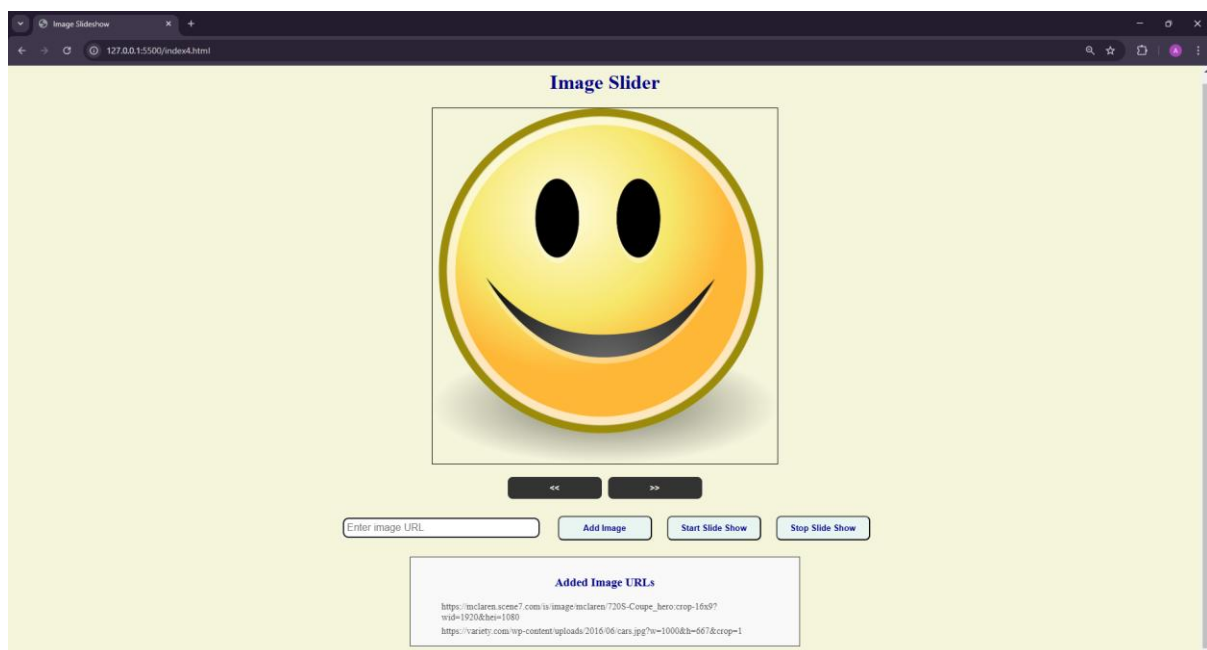 Image Slideshow
127.0.0.1:5500/index4.html
A
Image Slider
<<
>>
Enter image URL
Add Image
Start Slide Show
Stop Slide Show
Added Image URLs
https://mclaren.scene7.com/is/image/mclaren/720S-Coupe_hero:crop-16x9?
wid=1920&hei=1080
https://variety.com/wp-content/uploads/2016/06/cars.jpg?w=1000&h=667&crop=1